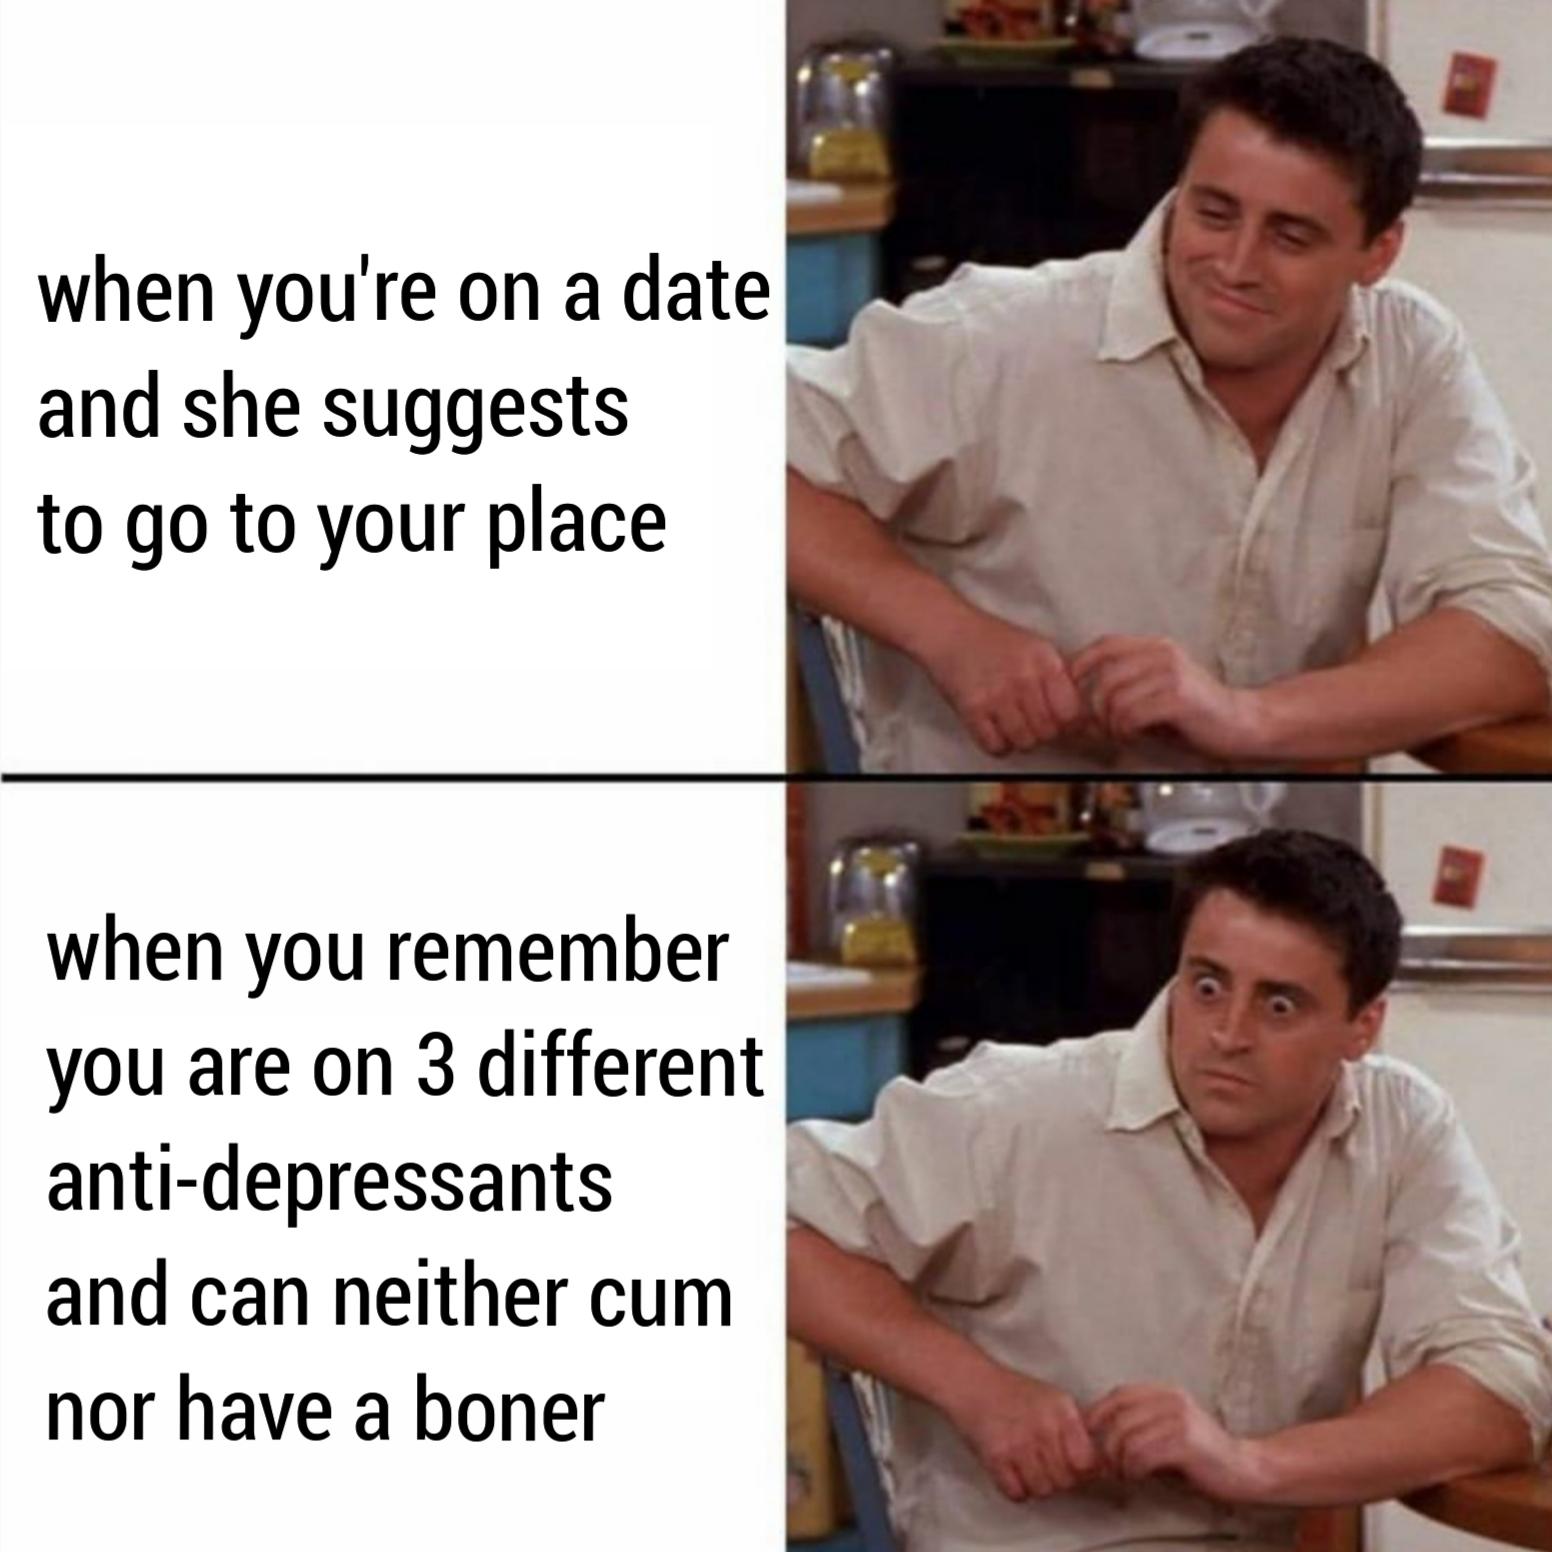 when you're on a date
and she suggests
to go to your place
when you remember
you are on 3 different
anti-depressants
and can neither cum
nor have a boner